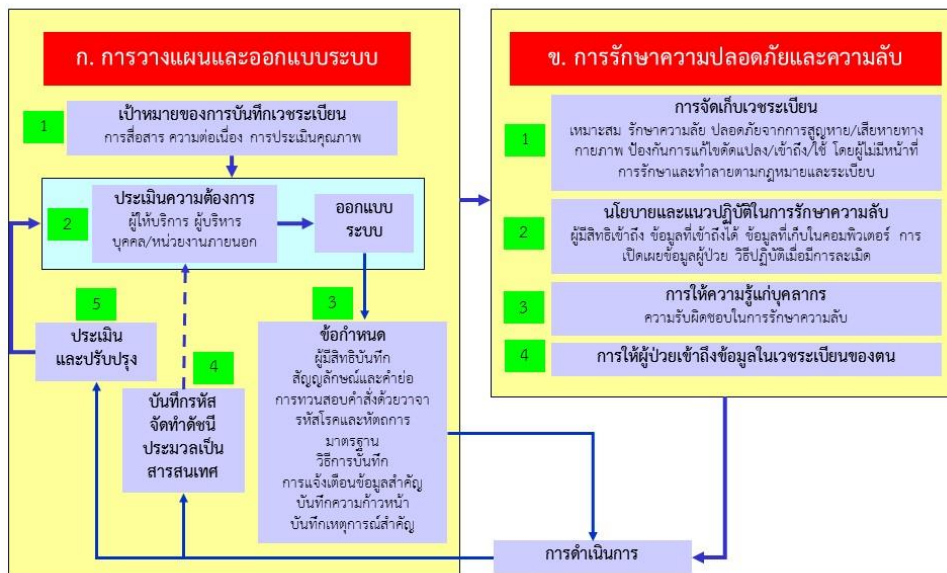 ก. การวางแผนและออกแบบระบบ
1
เป้าหมายของการบันทึกเวชระเบียน
การสื่อสาร ความต่อเนื่อง การประเมินคุณภาพ
2
ประเมินความต้องการ
ผู้ให้บริการ ผู้บริหาร
บุคคล/หน่วยงานภายนอก
ออกแบบ
ระบบ
3
ข้อกำหนด
ผู้มีสิทธิบันทึก
สัญญลักษณ์และคำย่อ
การทวนสอบคำสั่งด้วยวาจา
รหัสโรคและหัตถการ
มาตรฐาน
วิธีการบันทึก
การแจ้งเตือนข้อมูลสำคัญ
บันทึกความก้าวหน้า
บันทึกเหตุการณ์สำคัญ
4
บันทึกรหัส
จัดทำดัชนี
ประมวลเป็น
สารสนเทศ
5
ประเมิน
และปรับปรุง
ข. การรักษาความปลอดภัยและความลับ
1
การจัดเก็บเวชระเบียน
เหมาะสม รักษาความลัย ปลอดภัยจากการสูญหาย/เสียหายทาง
กายภาพ ป้องกันการแก้ไขดัดแปลง/เข้าถึง/ใช้ โดยผู้ไม่มีหน้าที่
การรักษาและทำลายตามกฎหมายและระเบียบ
2
นโยบายและแนวปฏิบัติในการรักษาความลับ
ผู้มีสิทธิเข้าถึง ข้อมูลที่เข้าถึงได้ ข้อมูลที่เก็บในคอมพิวเตอร์ การ
เปิดเผยข้อมูลผู้ป่วย วิธีปฏิบัติเมื่อมีการละเมิด
3
การให้ความรู้แก่บุคลากร
ความรับผิดชอบในการรักษาความลับ
4
การให้ผู้ป่วยเข้าถึงข้อมูลในเวชระเบียนของตน
การดำเนินการ